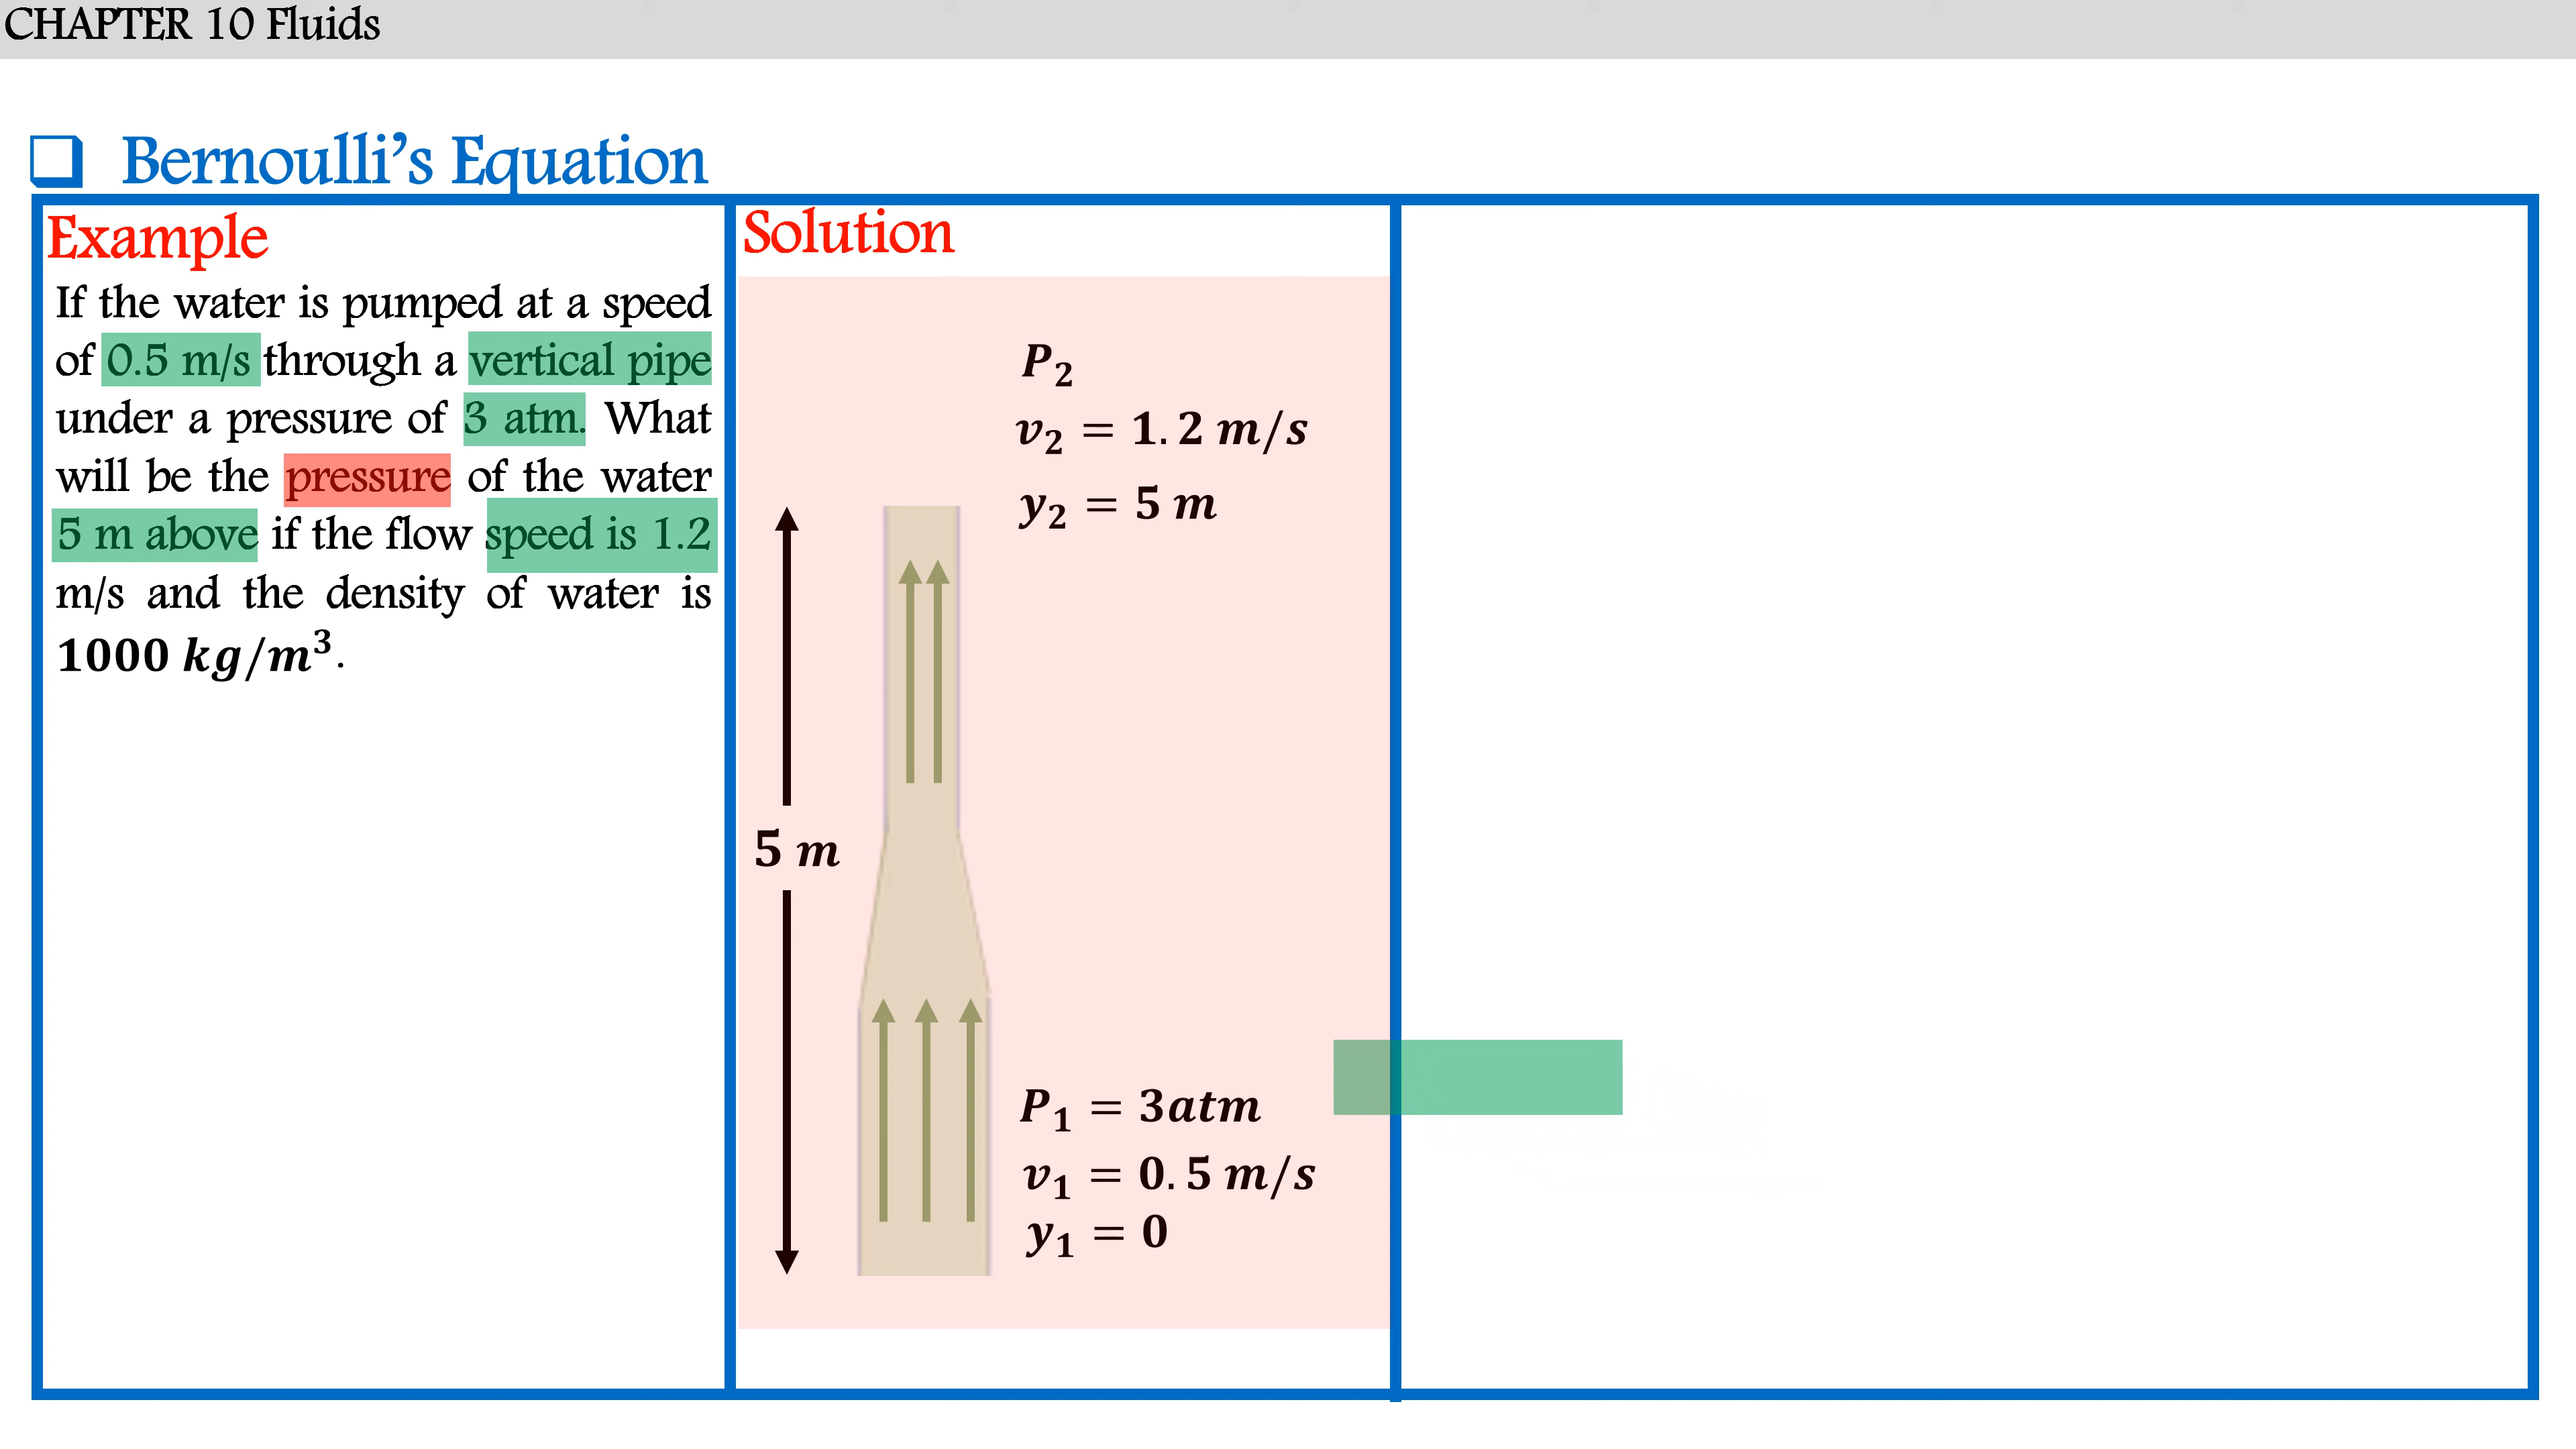 CHAPTER 10 Fluids
❑ Bernoulli's Equation
Example
If the water is pumped at a speed
of 0.5 m/s through a vertical pipe
under a pressure of 3 atm. What
will be the pressure of the water
5 m above if the flow speed is 1.2
m/s and the density of water is
1000 kg/m³.
Solution
P₂
v₂ = 1.2 m/s
y₂ = 5 m
5 m
P₁ = 3atm
v₁ = 0.5 m/s
y₁ = 0